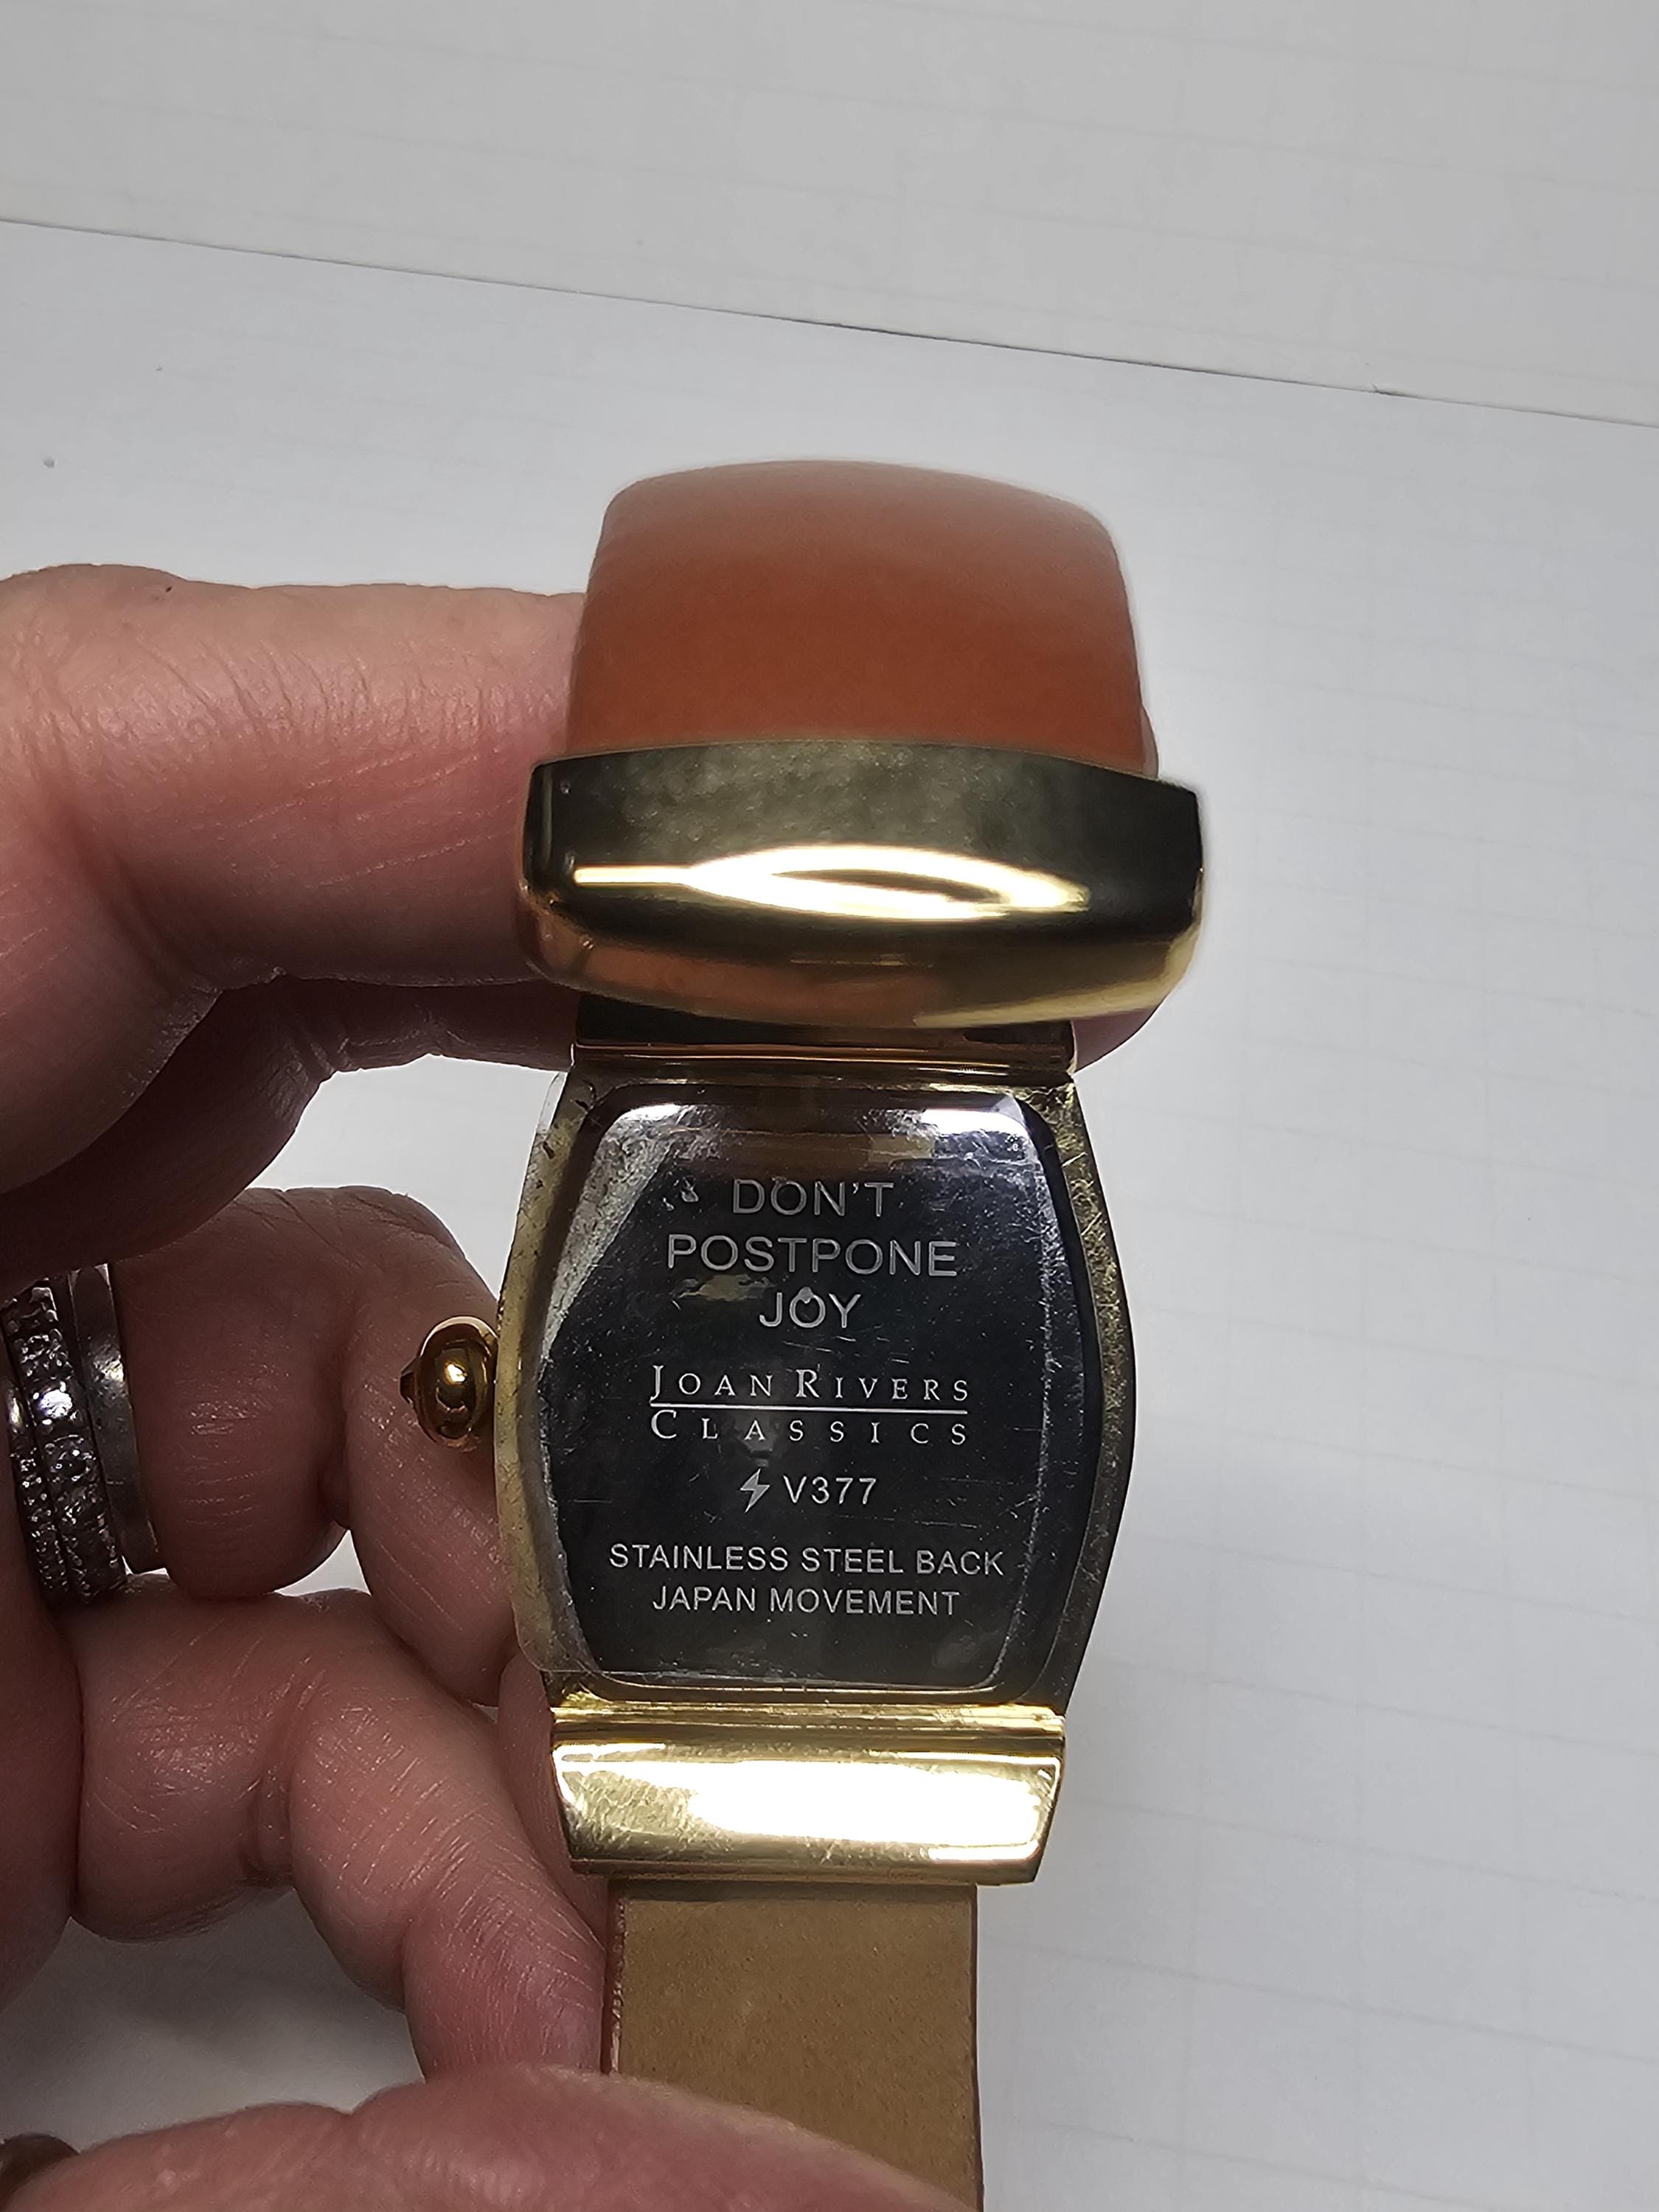 DON'T
POSTPONE
JOY
JOAN RIVERS
CLASSICS
V377
STAINLESS STEEL BACK
JAPAN MOVEMENT